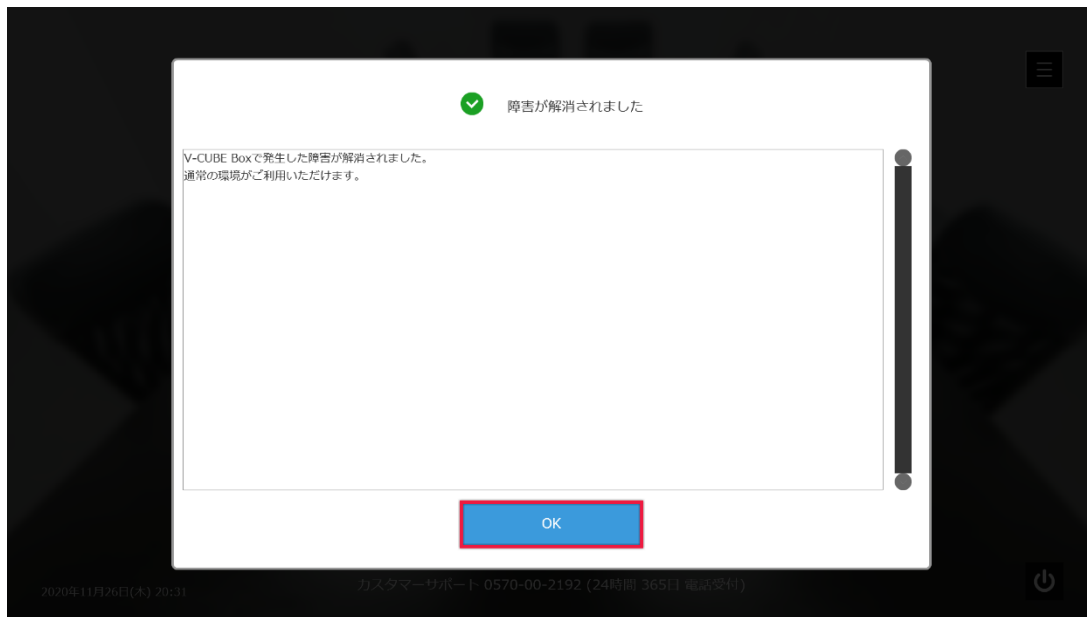 障害が解消されました
V-CUBE Boxで発生した障害が解消されました。
通常の環境がご利用いただけます。
OK
2020年11月26日(木) 20:31
カスタマーサポート 0570-00-2192 (24時間 365日 電話受付)